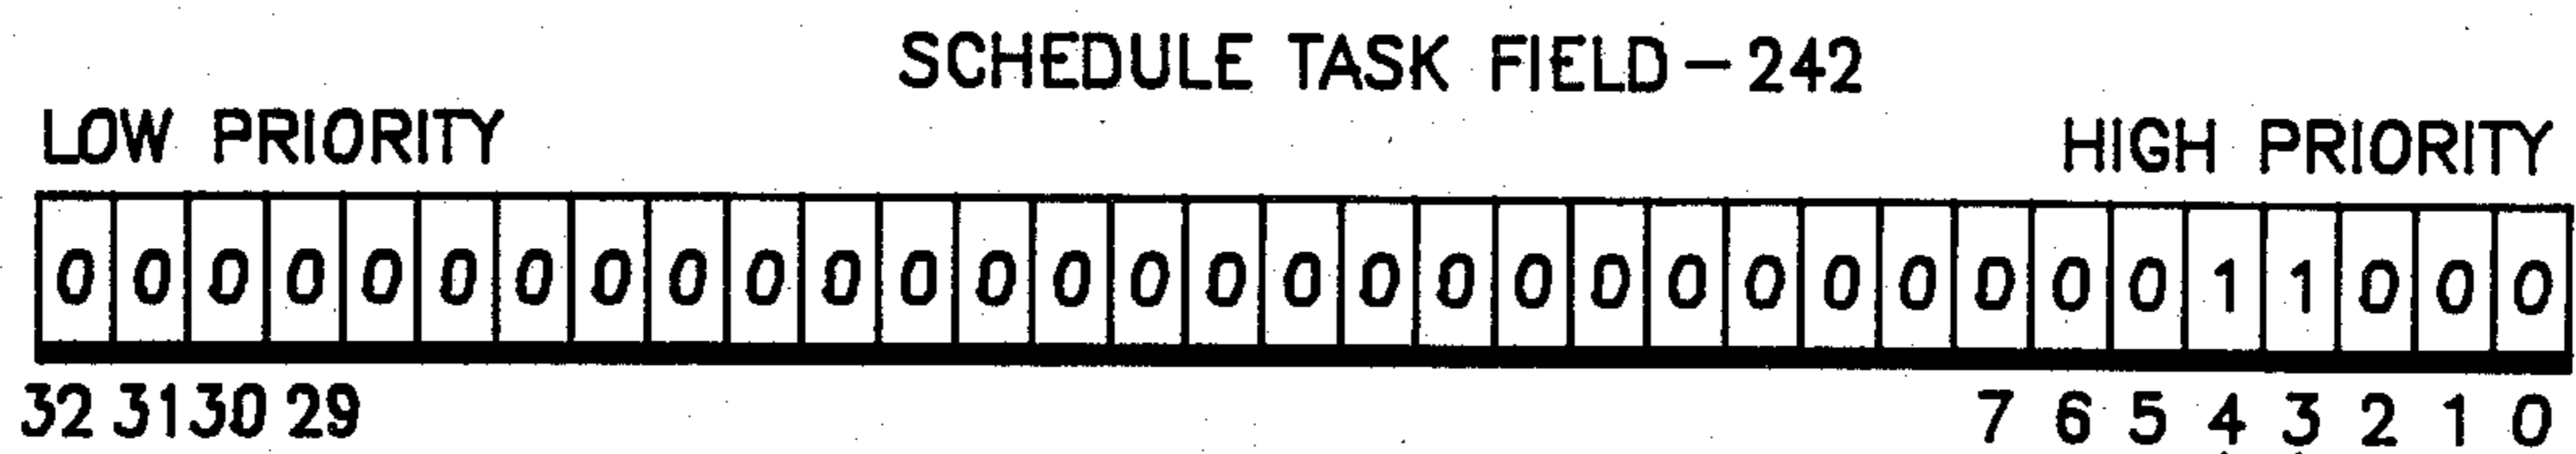 SCHEDULE TASK FIELD-242
LOW PRIORITY HIGH PRIORITY
0 0 0 0 0 0 0 0 0 0 0 0 0 0 0 0 0 0 0 0 0 0 0 0 0 0 0 0 1 1 0 0 0
32 31 30 29 7 6 5 4 3 2 1 0